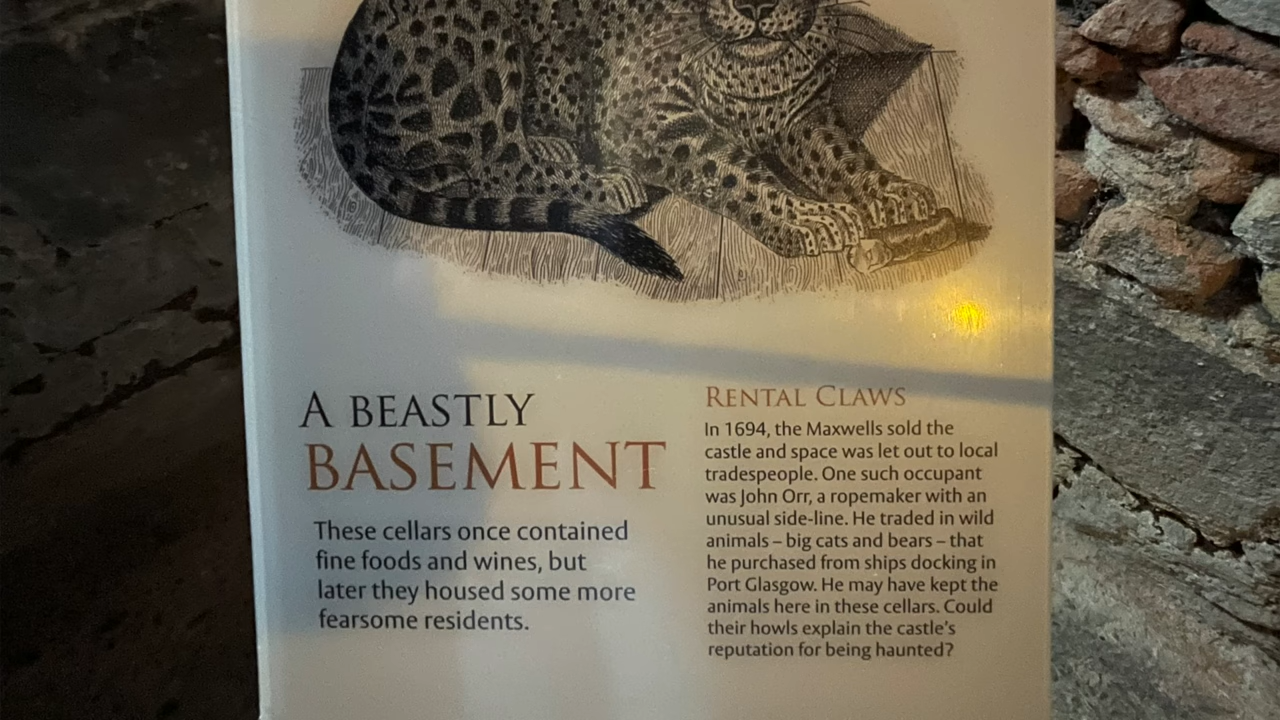 A BEASTLY
BASEMENT
These cellars once contained
fine foods and wines, but
later they housed some more
fearsome residents.
RENTAL CLAWS
In 1694, the Maxwells sold the
castle and space was let out to local
tradespeople. One such occupant
was John Orr, a ropemaker with an
unusual side-line. He traded in wild
animals – big cats and bears – that
he purchased from ships docking in
Port Glasgow. He may have kept the
animals here in these cellars. Could
their howls explain the castle's
reputation for being haunted?